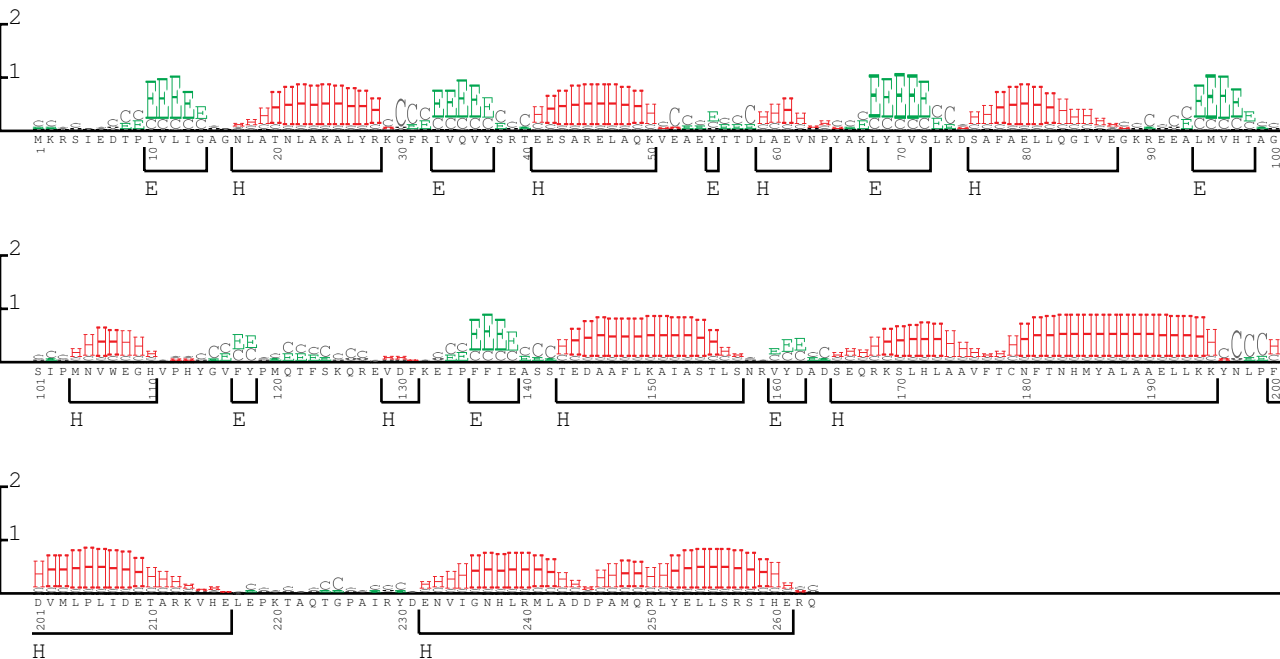 2
1
MKRSIEDTPIVLIGAGNLATNLAKALYRKGFRIVQVYSRTEESARELAQKVEAEYTTDLAEVNPYAKLYIVSLKDSAFAELLQGIVEGKREEALMVHTAG
1 10 20 30 40 50 60 70 80 90 100
E H E H E H E H E
2
1
SIPMNVWEGHVPHYGVFYPMQTFSKQREVDFKEIPFFIEASSTEDAAFLKAIASTLSNRVYDADSEQRKSLHLAAVFTCNFTNHMYALAAELLKKYNLPF
101 110 120 130 140 150 160 170 180 190 200
H E H E H E H
2
1
DVMLPLIDETARKVHELEPKTAQTGPAIRYDENVIGNHLRMLADDPAMQRLYELLSRSIHERQ
201 210 220 230 240 250 260
H H